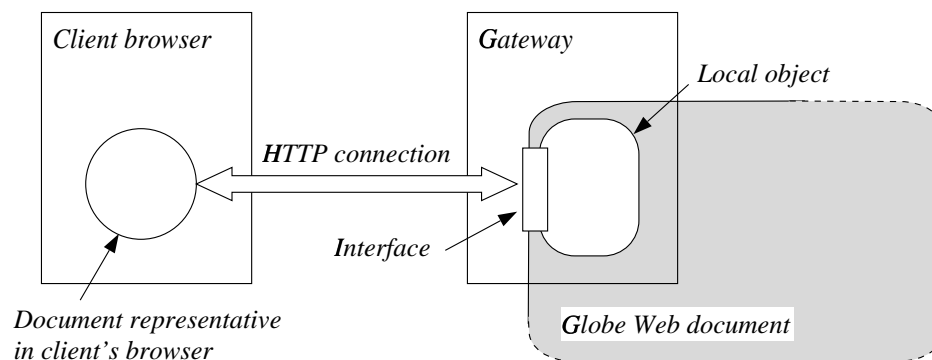 Client browser
Gateway
Local object
HTTP connection
Interface
Document representative
in client's browser
Globe Web document